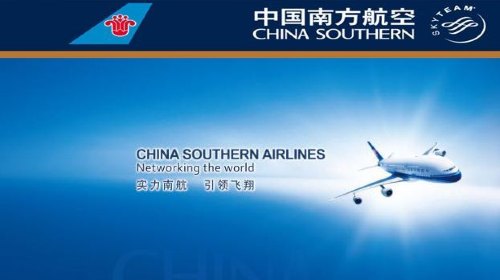 中国南方航空
CHINA SOUTHERN
SKYTEAM
CHINA SOUTHERN AIRLINES
Networking the world
实力南航 引领飞翔
CHINA